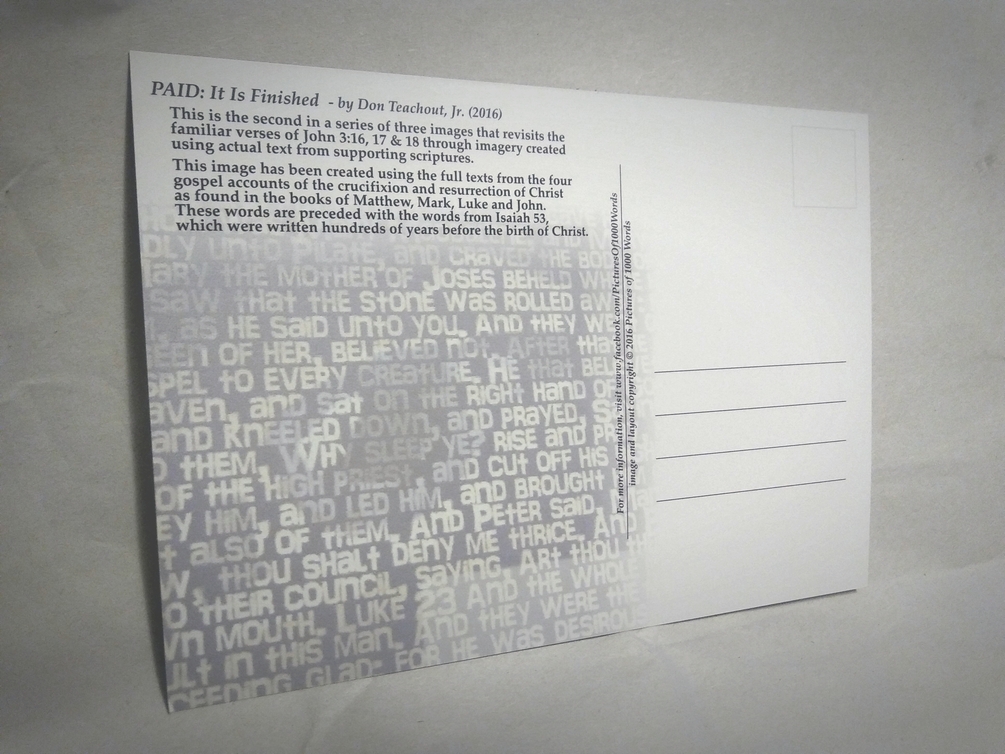 PAID: It Is Finished - by Don Teachout, Jr. (2016)
This is the second in a series of three images that revisits the
familiar verses of John 3:16, 17 & 18 through imagery created
using actual text from supporting scriptures.
This image has been created using the full texts from the four
gospel accounts of the crucifixion and resurrection of Christ
as found in the books of Matthew, Mark, Luke and John.
These words are preceded with the words from Isaiah 53,
which were written hundreds of years before the birth of Christ.
UNTO AND CRAVED THE
THE MOTHER OF JOSES BEHELD
THAT THE STONE WAS ROLLED
HE SAID UNTO YOU, AND THEY
OF HER, BELIEVED NOT. AFTER
TO EVERY CREATURE. HE THAT
AND SAT ON THE RIGHT HAND
AND KNEELED DOWN, AND PRAYED,
THEM, WHY SLEEP YE? RISE AND
OF THE HIGH PRIEST, AND CUT OFF HIS
HIM, AND LED HIM, AND BROUGHT
ALSO OF THEM. AND PETER SAID,
THOU SHALT DENY ME THRICE. AND
THEIR COUNCIL, SAYING, ART THOU
MOUTH. LUKE 23 AND THE WHOLE
IN THIS MAN. AND THEY WERE THE
GLAD: FOR HE WAS DESIROUS
For more information, visit www.facebook.com/PicturesOf1000Words
image and layout copyright © 2016 Pictures of 1000 Words